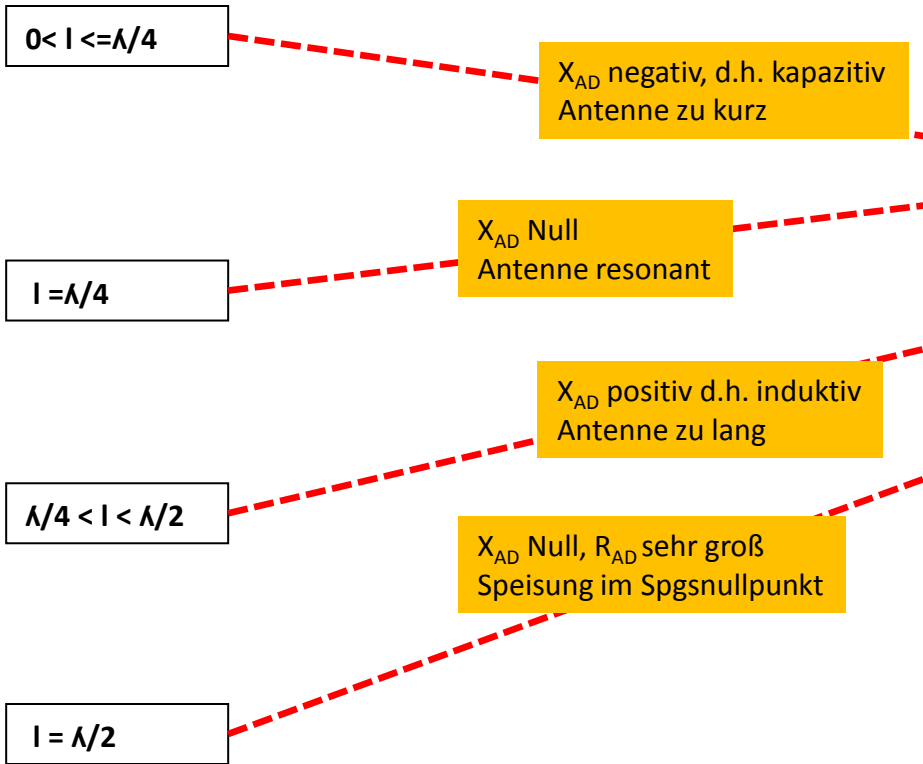 0< l <=ʎ/4
X_AD negativ, d.h. kapazitiv
Antenne zu kurz
X_AD Null
Antenne resonant
l =ʎ/4
X_AD positiv d.h. induktiv
Antenne zu lang
ʎ/4 < l < ʎ/2
X_AD Null, R_AD sehr groß
Speisung im Spgsnullpunkt
l = ʎ/2